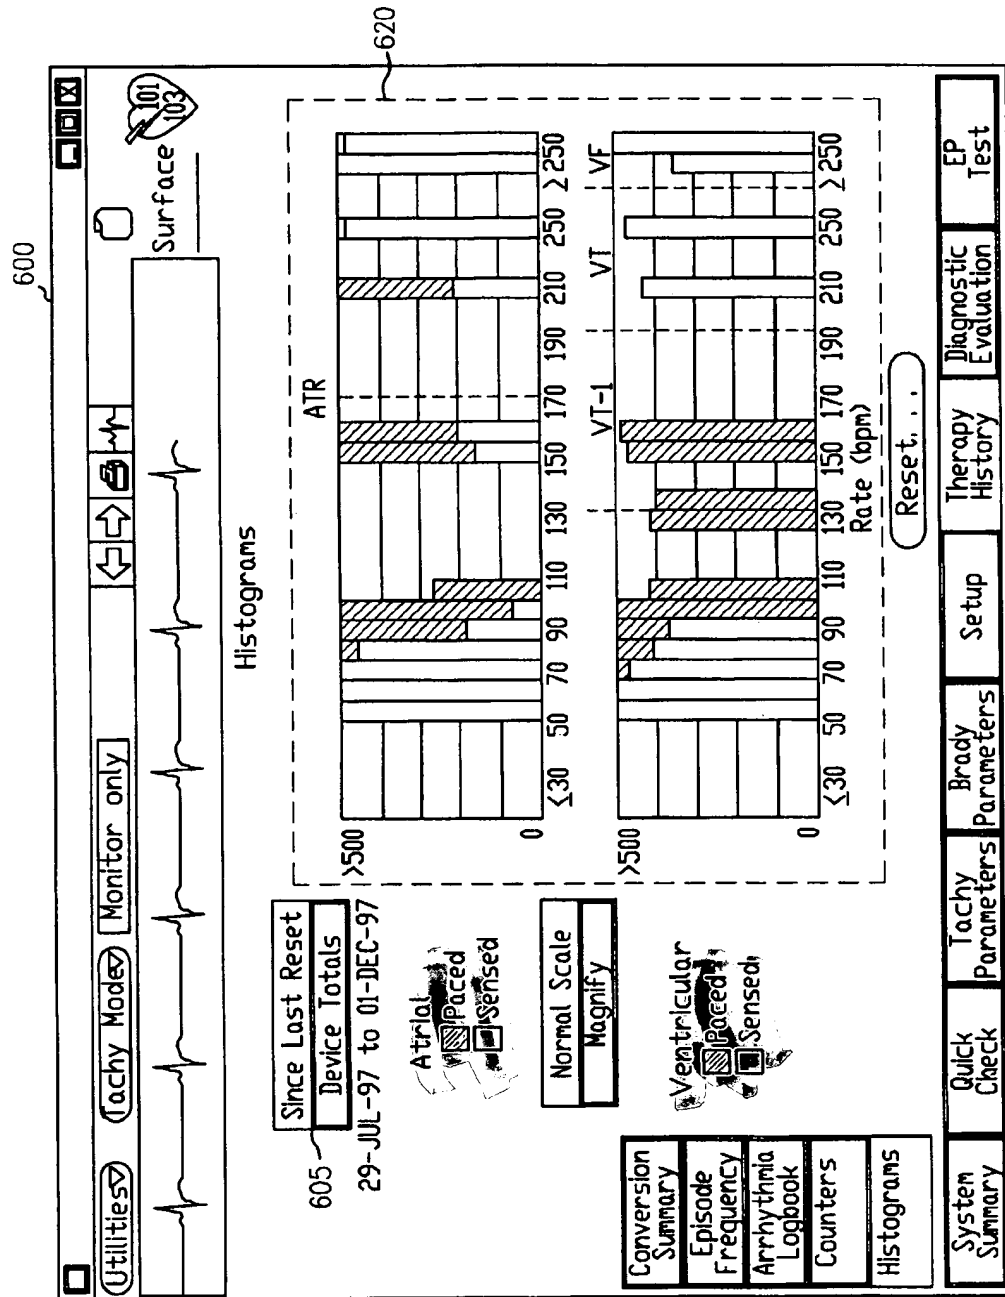 600
Utilities
Tachy Mode
Monitor only
Surface
101
103
Histograms
Since Last Reset
Device Totals
605
29-JUL-97 to 01-DEC-97
Atrial
Paced
Sensed
Normal Scale
Magnify
Ventricular
Paced
Sensed
620
ATR
>500
0
≤30 50 70 90 110 130 150 170 190 210 250 ≥250
VT-1 VT VF
>500
0
≤30 50 70 90 110 130 150 170 190 210 250 ≥250
Rate (bpm)
Reset...
Conversion
Summary
Episode
Frequency
Arrhythmia
Logbook
Counters
Histograms
System
Summary
Quick
Check
Tachy
Parameters
Brady
Parameters
Setup
Therapy
History
Diagnostic
Evaluation
EP
Test